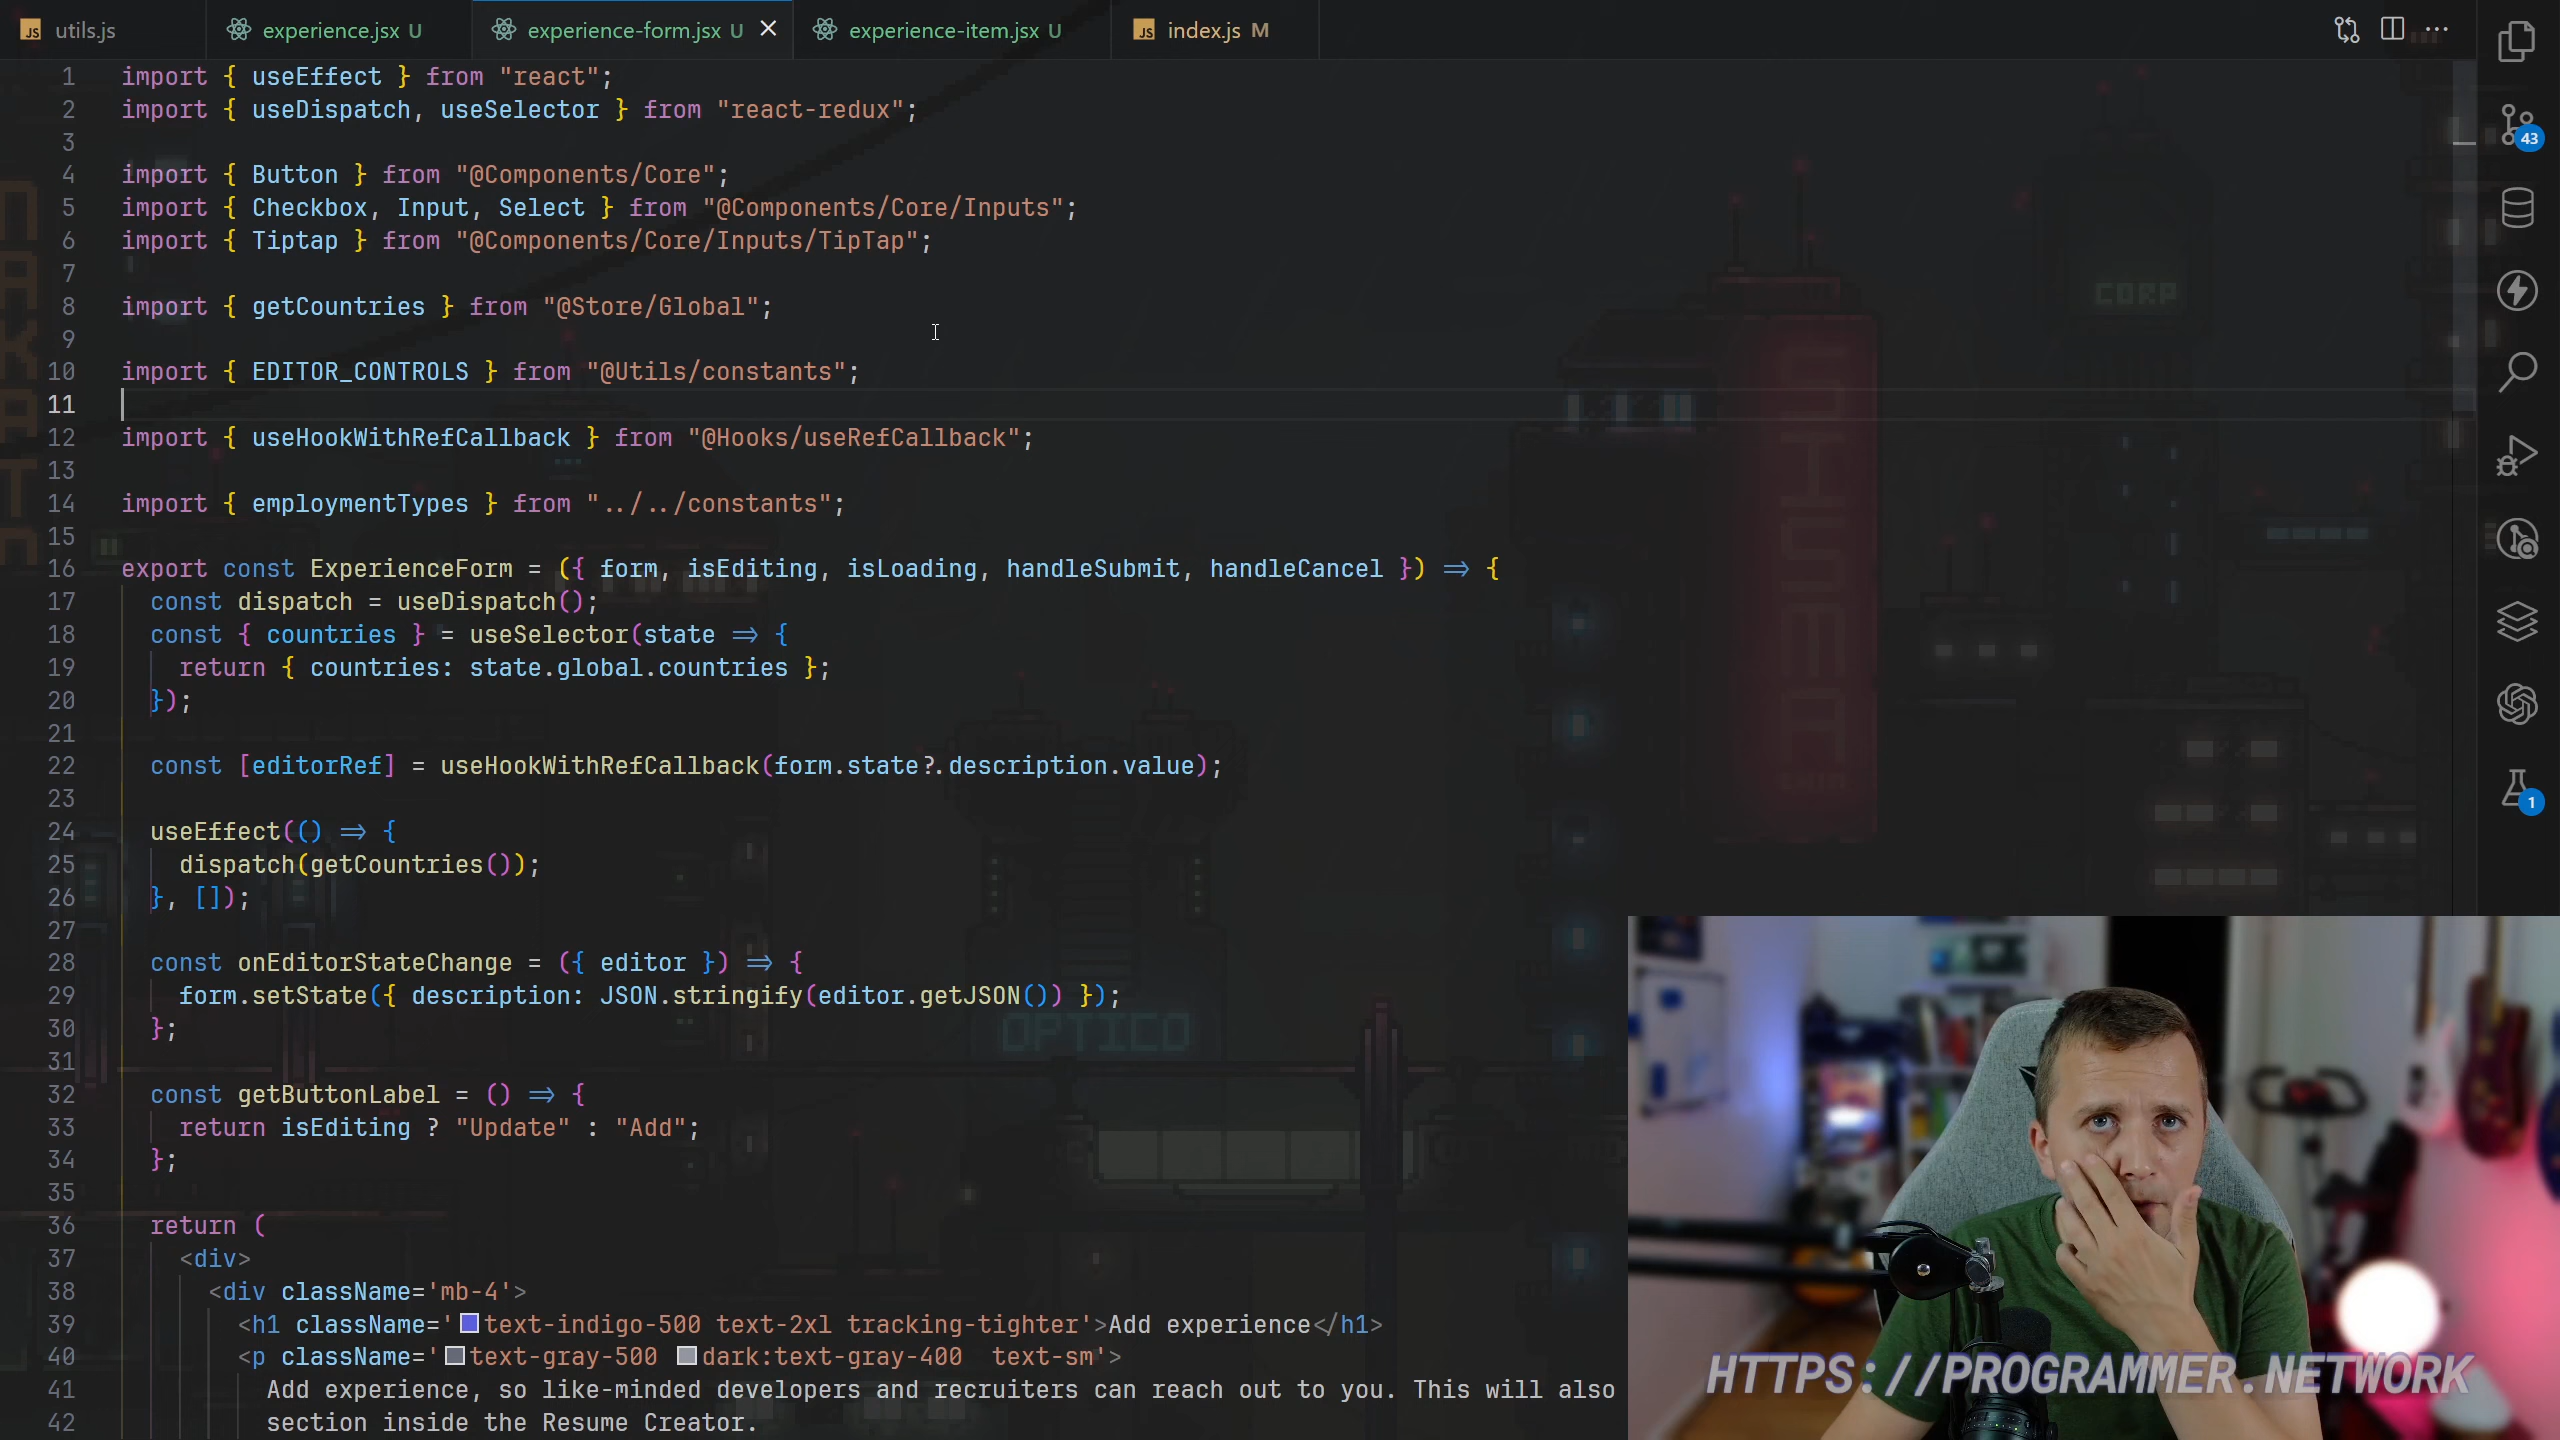 utils.js experience.jsx U experience-form.jsx U experience-item.jsx U index.js M
1 import { useEffect } from "react";
2 import { useDispatch, useSelector } from "react-redux";
3
4 import { Button } from "@Components/Core";
5 import { Checkbox, Input, Select } from "@Components/Core/Inputs";
6 import { Tiptap } from "@Components/Core/Inputs/TipTap";
7
8 import { getCountries } from "@Store/Global";
9
10 import { EDITOR_CONTROLS } from "@Utils/constants";
11
12 import { useHookWithRefCallback } from "@Hooks/useRefCallback";
13
14 import { employmentTypes } from "../../constants";
15
16 export const ExperienceForm = ({ form, isEditing, isLoading, handleSubmit, handleCancel }) => {
17 const dispatch = useDispatch();
18 const { countries } = useSelector(state => {
19 return { countries: state.global.countries };
20 });
21
22 const [editorRef] = useHookWithRefCallback(form.state?.description.value);
23
24 useEffect(() => {
25 dispatch(getCountries());
26 }, []);
27
28 const onEditorStateChange = ({ editor }) => {
29 form.setState({ description: JSON.stringify(editor.getJSON()) });
30 };
31
32 const getButtonLabel = () => {
33 return isEditing ? "Update" : "Add";
34 };
35
36 return (
37 <div>
38 <div className='mb-4'>
39 <h1 className='text-indigo-500 text-2xl tracking-tighter'>Add experience</h1>
40 <p className='text-gray-500 dark:text-gray-400  text-sm'>
41 Add experience, so like-minded developers and recruiters can reach out to you. This will also
42 section inside the Resume Creator.
43
1
CORP
OPTICO
HTTPS://PROGRAMMER.NETWORK